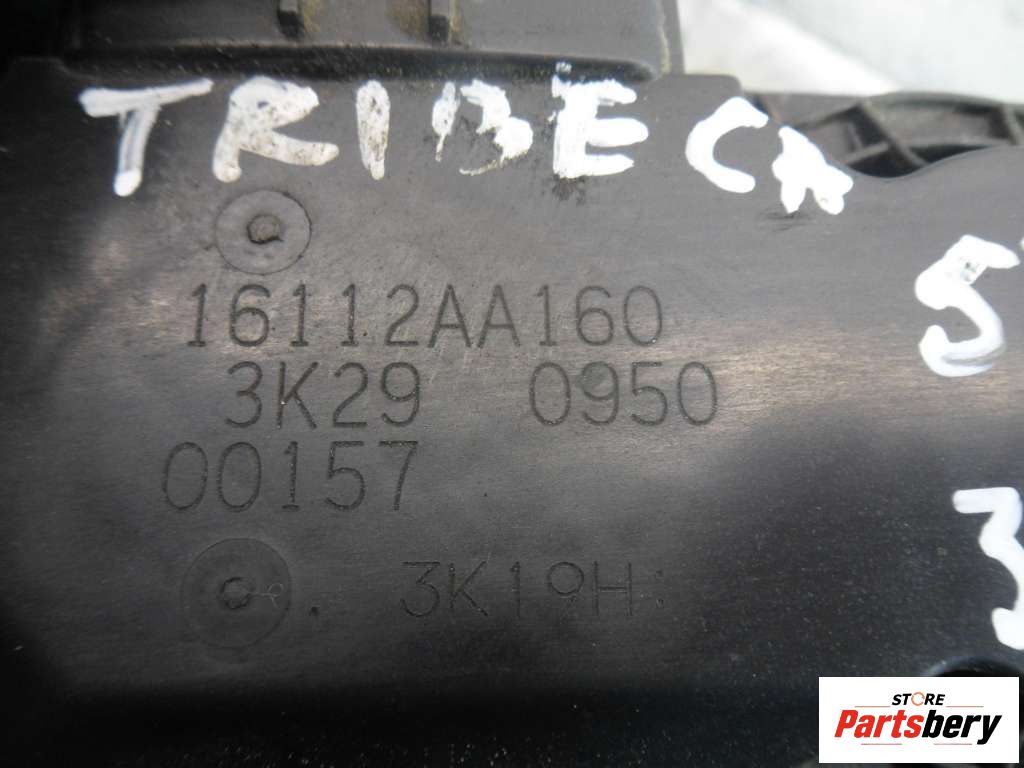 TRIBECA
16112AA160
3K29 0950
00157
3K19H
STORE
Partsbery